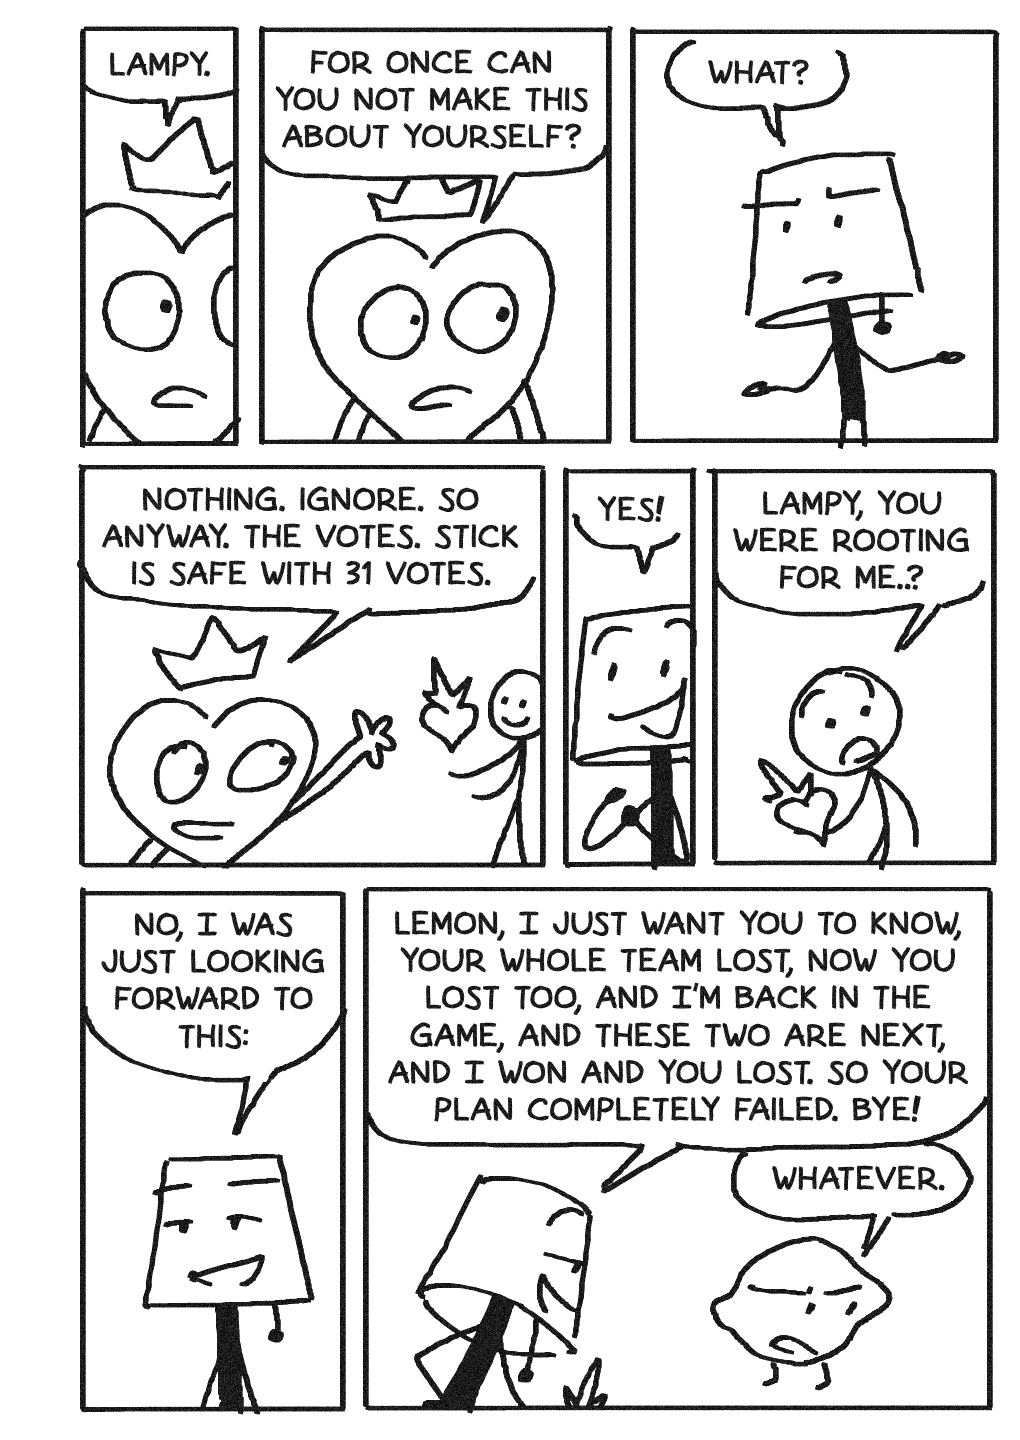 LAMPY.
FOR ONCE CAN
YOU NOT MAKE THIS
ABOUT YOURSELF?
WHAT?
NOTHING. IGNORE. SO
ANYWAY. THE VOTES. STICK
IS SAFE WITH 31 VOTES.
YES!
LAMPY, YOU
WERE ROOTING
FOR ME..?
NO, I WAS
JUST LOOKING
FORWARD TO
THIS:
LEMON, I JUST WANT YOU TO KNOW,
YOUR WHOLE TEAM LOST, NOW YOU
LOST TOO, AND I'M BACK IN THE
GAME, AND THESE TWO ARE NEXT,
AND I WON AND YOU LOST. SO YOUR
PLAN COMPLETELY FAILED. BYE!
WHATEVER.